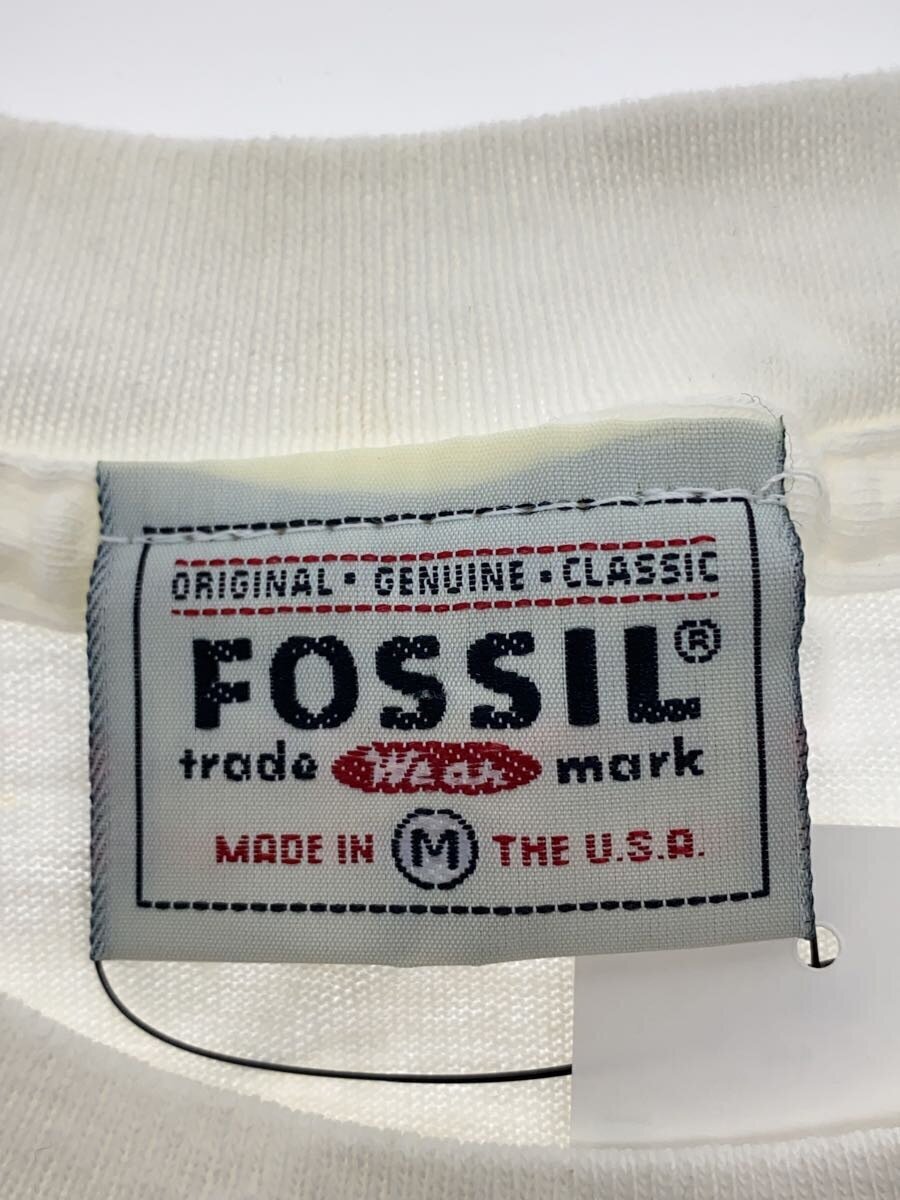 ORIGINAL · GENUINE · CLASSIC
FOSSIL®
trade Wear mark
MADE IN M THE U.S.A.